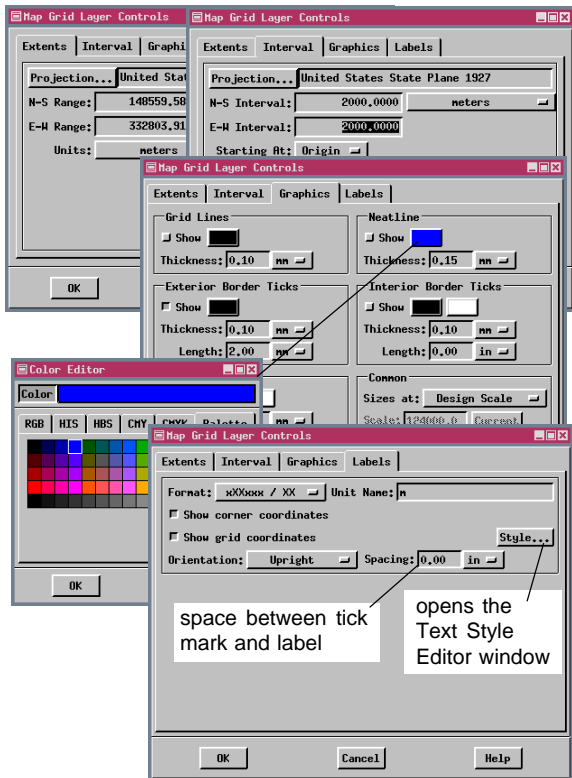 Map Grid Layer Controls
Extents Interval Graphi
Projection... United Stat
N-S Range: 148559.58
E-W Range: 332803.91
Units: meters
OK
Map Grid Layer Controls
Extents Interval Graphics Labels
Projection... United States State Plane 1927
N-S Interval: 2000.0000 meters
E-W Interval: 2000.0000
Starting At: Origin
Map Grid Layer Controls
Extents Interval Graphics Labels
Grid Lines
Show
Thickness: 0.10 mm
Neatline
Show
Thickness: 0.15 mm
Exterior Border Ticks
Show
Thickness: 0.10 mm
Length: 2.00 mm
Interior Border Ticks
Show
Thickness: 0.10 mm
Length: 0.00 in
mm
Common
Sizes at: Design Scale
Scale: 124000.0 Current
Color Editor
Color
RGB HIS HBS CMY CMYK Palette
OK
Map Grid Layer Controls
Extents Interval Graphics Labels
Format: xXXxxx / XX Unit Name: m
Show corner coordinates
Show grid coordinates Style...
Orientation: Upright Spacing: 0.00 in
space between tick
mark and label
opens the
Text Style
Editor window
OK Cancel Help